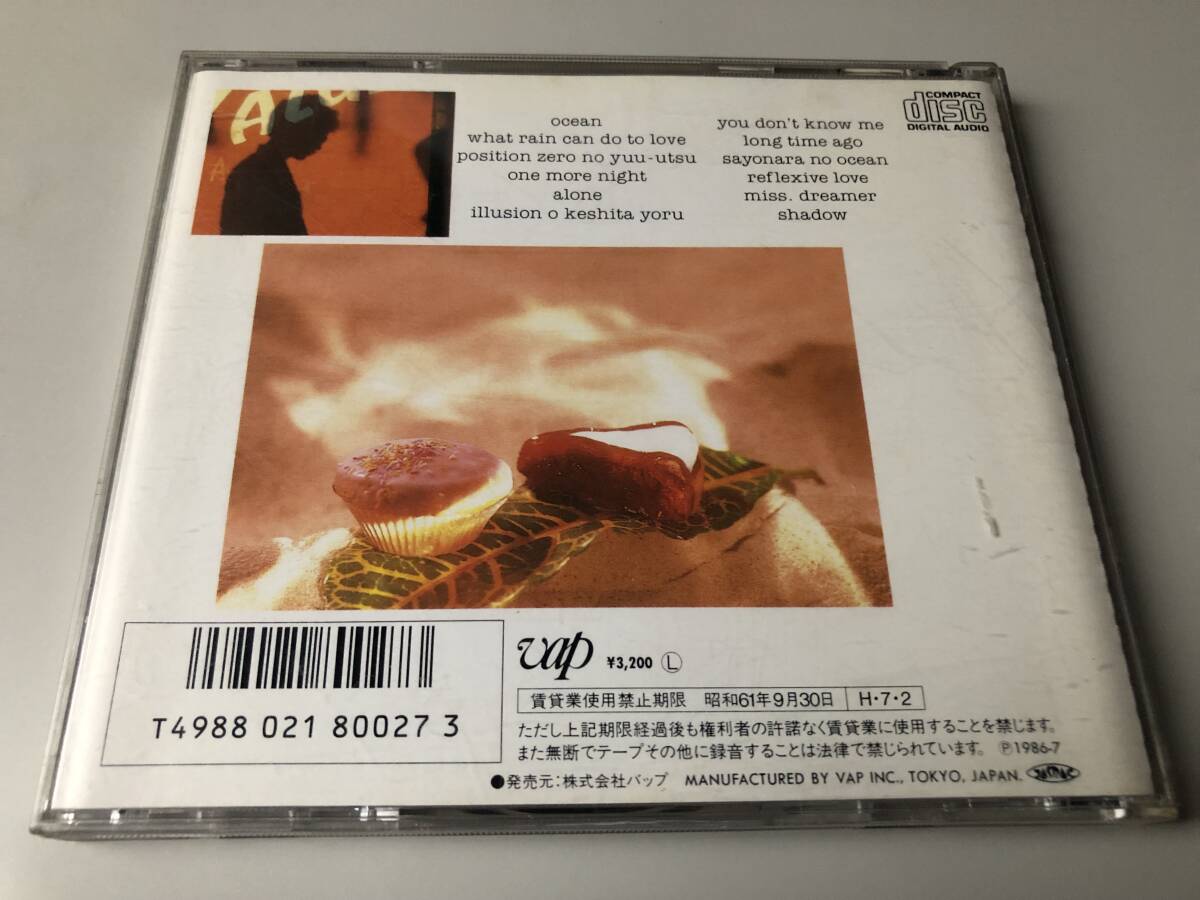 COMPACT
disc
DIGITAL AUDIO
ocean
what rain can do to love
position zero no yuu-utsu
one more night
alone
illusion o keshita yoru
you don't know me
long time ago
sayonara no ocean
reflexive love
miss. dreamer
shadow
T4988 021 80027 3
vap ¥3,200 Ⓛ
賃貸業使用禁止期限 昭和61年9月30日 H・7・2
ただし上記期限経過後も権利者の許諾なく賃貸業に使用することを禁じます。
また無断でテープその他に録音することは法律で禁じられています。 Ⓟ1986-7
●発売元:株式会社バップ MANUFACTURED BY VAP INC., TOKYO, JAPAN.